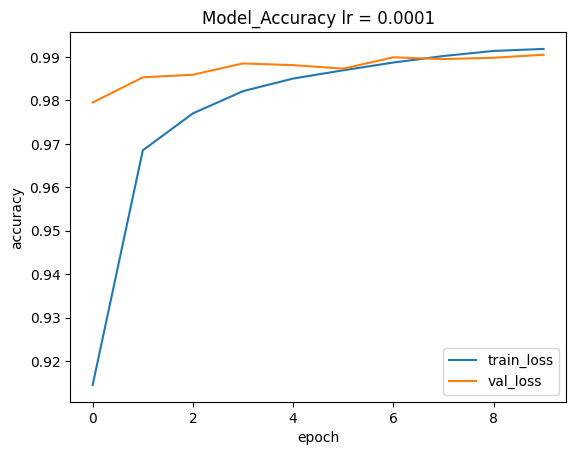 Model_Accuracy lr = 0.0001
accuracy
0.99
0.98
0.97
0.96
0.95
0.94
0.93
0.92
train_loss
val_loss
0 2 4 6 8
epoch